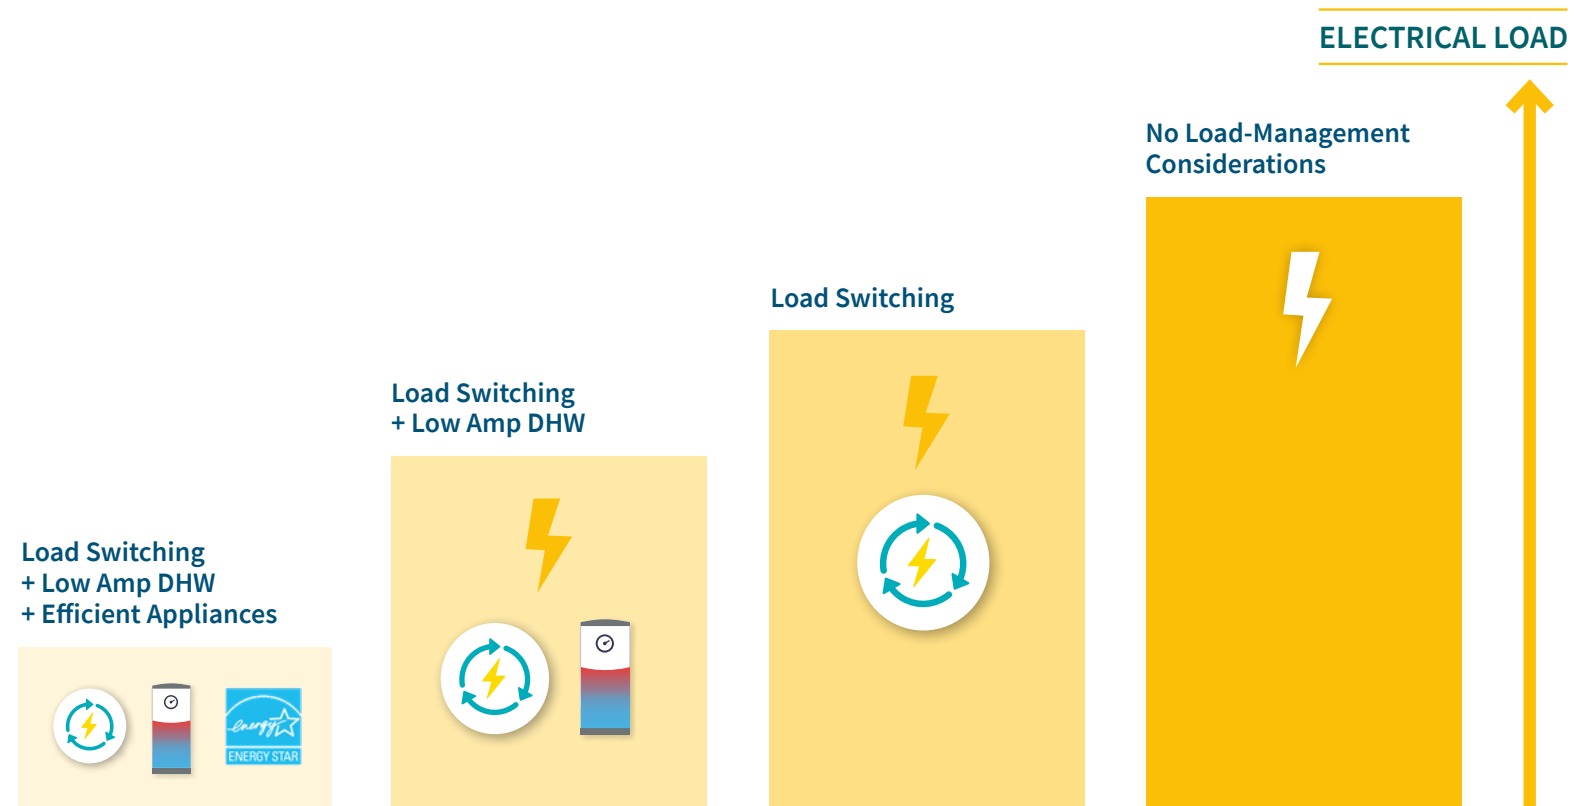 ELECTRICAL LOAD
No Load-Management
Considerations
Load Switching
Load Switching
+ Low Amp DHW
Load Switching
+ Low Amp DHW
+ Efficient Appliances
energy
ENERGY STAR